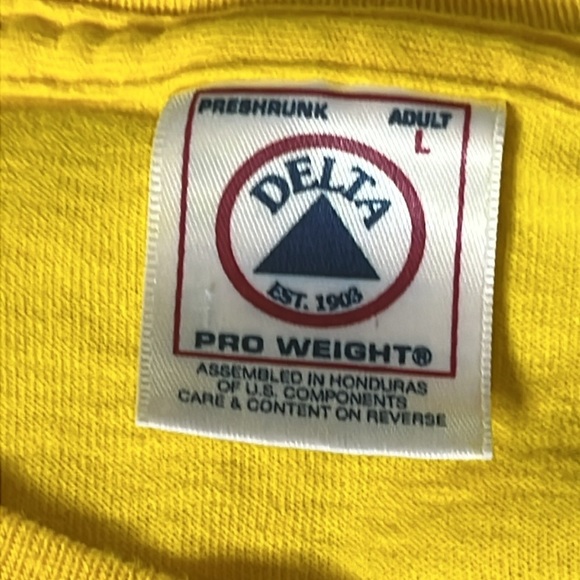 PRESHRUNK ADULT
L
DELTA
EST. 1903
PRO WEIGHT®
ASSEMBLED IN HONDURAS
OF U.S. COMPONENTS
CARE & CONTENT ON REVERSE